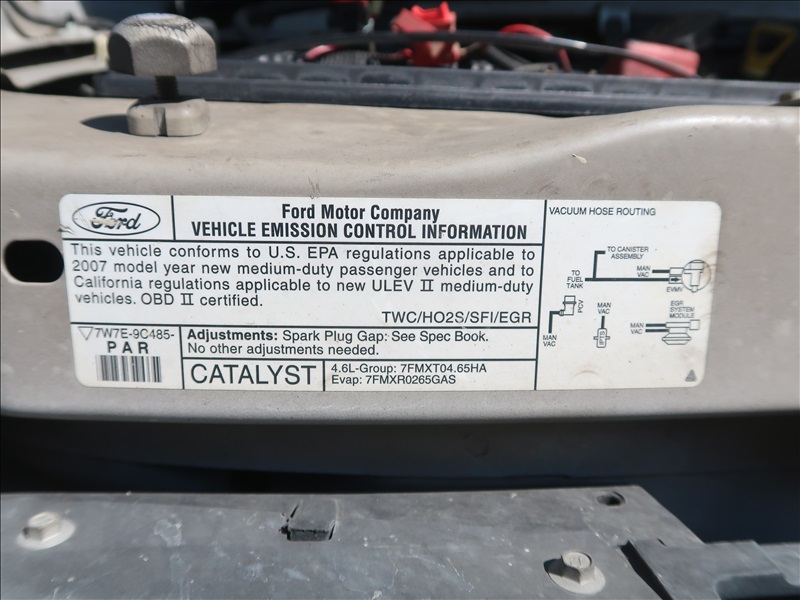 Ford
Ford Motor Company
VEHICLE EMISSION CONTROL INFORMATION
This vehicle conforms to U.S. EPA regulations applicable to
2007 model year new medium-duty passenger vehicles and to
California regulations applicable to new ULEV II medium-duty
vehicles. OBD II certified.
TWC/HO2S/SFI/EGR
7W7E-9C485-
PAR
Adjustments: Spark Plug Gap: See Spec Book.
No other adjustments needed.
CATALYST
4.6L-Group: 7FMXT04.65HA
Evap: 7FMXR0265GAS
VACUUM HOSE ROUTING
TO CANISTER
ASSEMBLY
TO
FUEL
TANK
MAN
VAC
EVMV
PCV
MAN
VAC
MAN
VAC
MAN
VAC
EGR
SYSTEM
MODULE